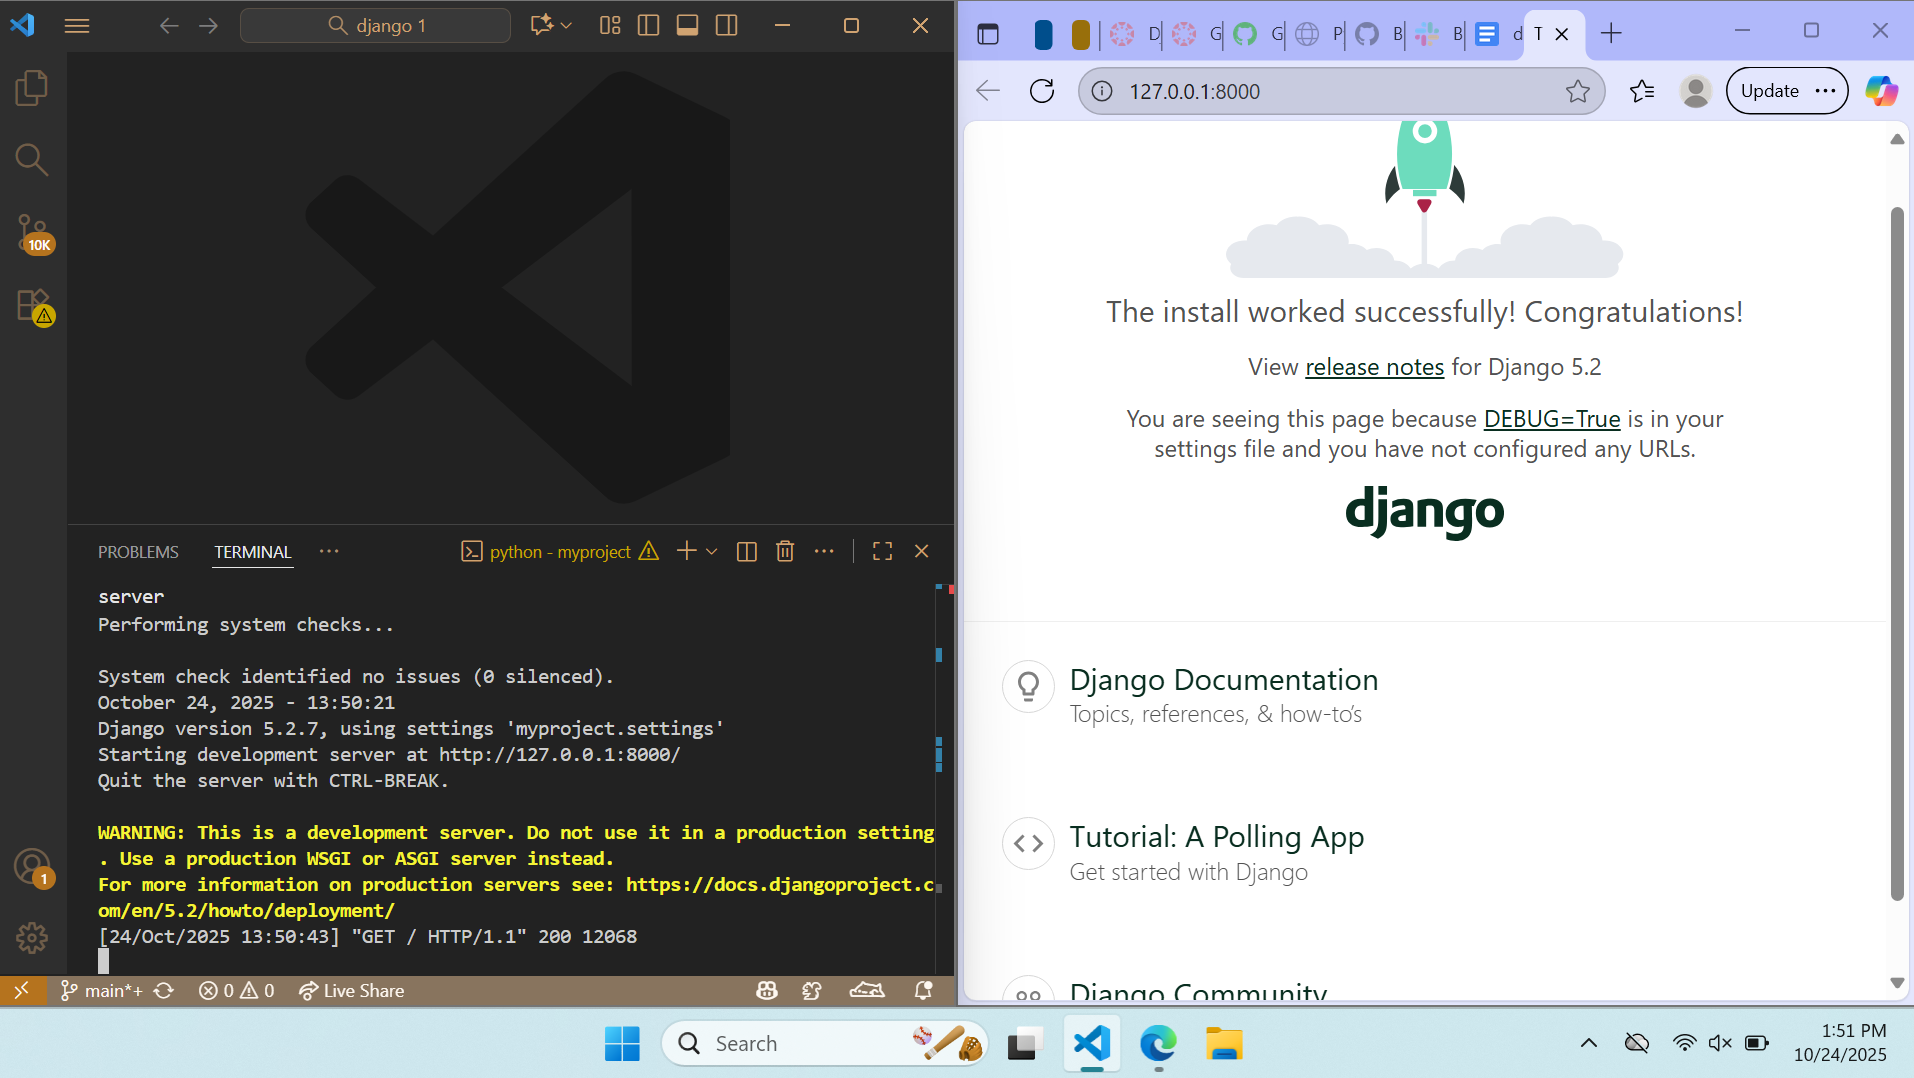 django 1
10K
PROBLEMS
TERMINAL
python - myproject
server
Performing system checks...
System check identified no issues (0 silenced).
October 24, 2025 - 13:50:21
Django version 5.2.7, using settings 'myproject.settings'
Starting development server at http://127.0.0.1:8000/
Quit the server with CTRL-BREAK.
WARNING: This is a development server. Do not use it in a production setting
. Use a production WSGI or ASGI server instead.
For more information on production servers see: https://docs.djangoproject.c
om/en/5.2/howto/deployment/
[24/Oct/2025 13:50:43] "GET / HTTP/1.1" 200 12068
1
main*+
0
0
Live Share
D
G
G
P
B
B
d
T
127.0.0.1:8000
Update
The install worked successfully! Congratulations!
View release notes for Django 5.2
You are seeing this page because DEBUG=True is in your
settings file and you have not configured any URLs.
django
Django Documentation
Topics, references, & how-to's
Tutorial: A Polling App
Get started with Django
Django Community
Search
1:51 PM
10/24/2025